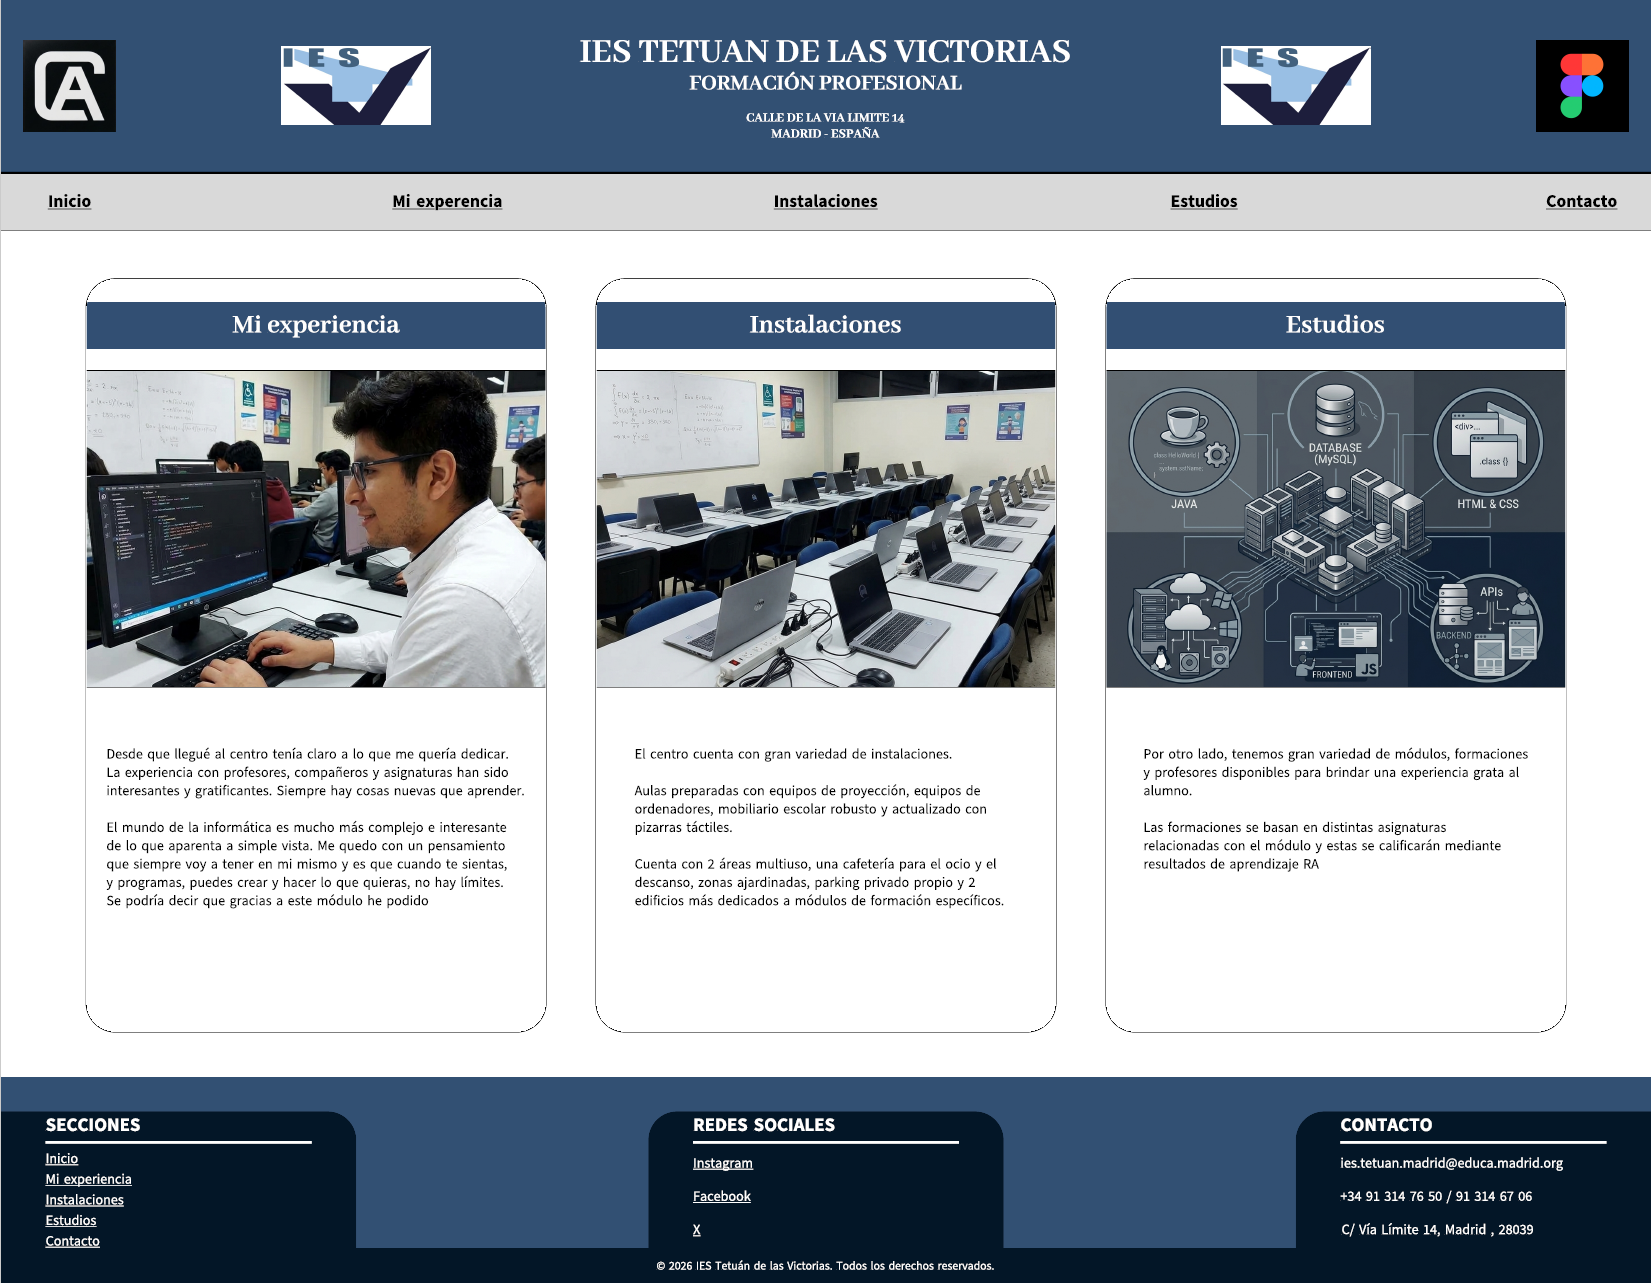 IES
IES TETUAN DE LAS VICTORIAS
FORMACIÓN PROFESIONAL
CALLE DE LA VIA LIMITE 14
MADRID - ESPAÑA
IES
Inicio
Mi experencia
Instalaciones
Estudios
Contacto
Mi experiencia
Desde que llegué al centro tenía claro a lo que me quería dedicar.
La experiencia con profesores, compañeros y asignaturas han sido
interesantes y gratificantes. Siempre hay cosas nuevas que aprender.
El mundo de la informática es mucho más complejo e interesante
de lo que aparenta a simple vista. Me quedo con un pensamiento
que siempre voy a tener en mi mismo y es que cuando te sientas,
y programas, puedes crear y hacer lo que quieras, no hay límites.
Se podría decir que gracias a este módulo he podido
Instalaciones
El centro cuenta con gran variedad de instalaciones.
Aulas preparadas con equipos de proyección, equipos de
ordenadores, mobiliario escolar robusto y actualizado con
pizarras táctiles.
Cuenta con 2 áreas multiuso, una cafetería para el ocio y el
descanso, zonas ajardinadas, parking privado propio y 2
edificios más dedicados a módulos de formación específicos.
Estudios
JAVA
DATABASE
(MySQL)
<div>...
.class {}
HTML & CSS
FRONTEND
JS
APIs
BACKEND
Por otro lado, tenemos gran variedad de módulos, formaciones
y profesores disponibles para brindar una experiencia grata al
alumno.
Las formaciones se basan en distintas asignaturas
relacionadas con el módulo y estas se calificarán mediante
resultados de aprendizaje RA
SECCIONES
Inicio
Mi experiencia
Instalaciones
Estudios
Contacto
REDES SOCIALES
Instagram
Facebook
X
CONTACTO
ies.tetuan.madrid@educa.madrid.org
+34 91 314 76 50 / 91 314 67 06
C/ Vía Límite 14, Madrid , 28039
© 2026 IES Tetuán de las Victorias. Todos los derechos reservados.